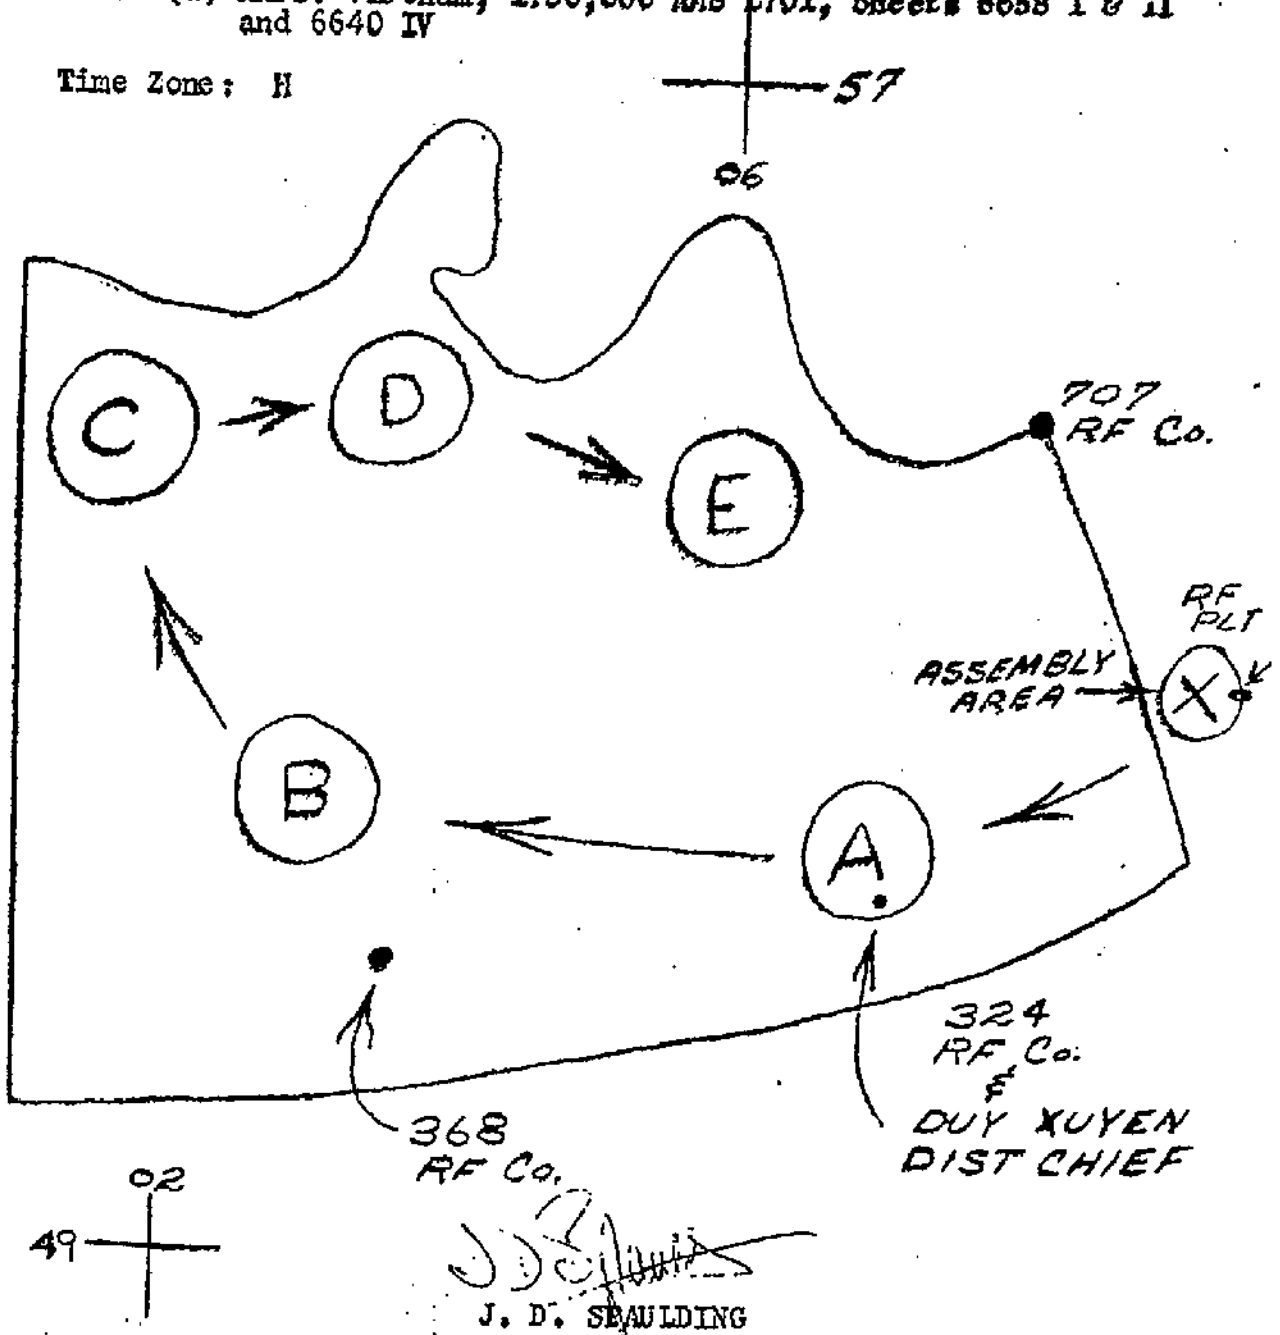 and 6640 IV
Time Zone: H
57
06
C
D
E
707
RF Co.
RF
PLT
ASSEMBLY
AREA
X
B
A
324
RF Co.
&
DUY XUYEN
DIST CHIEF
368
RF Co.
02
49
J. D. SPAULDING